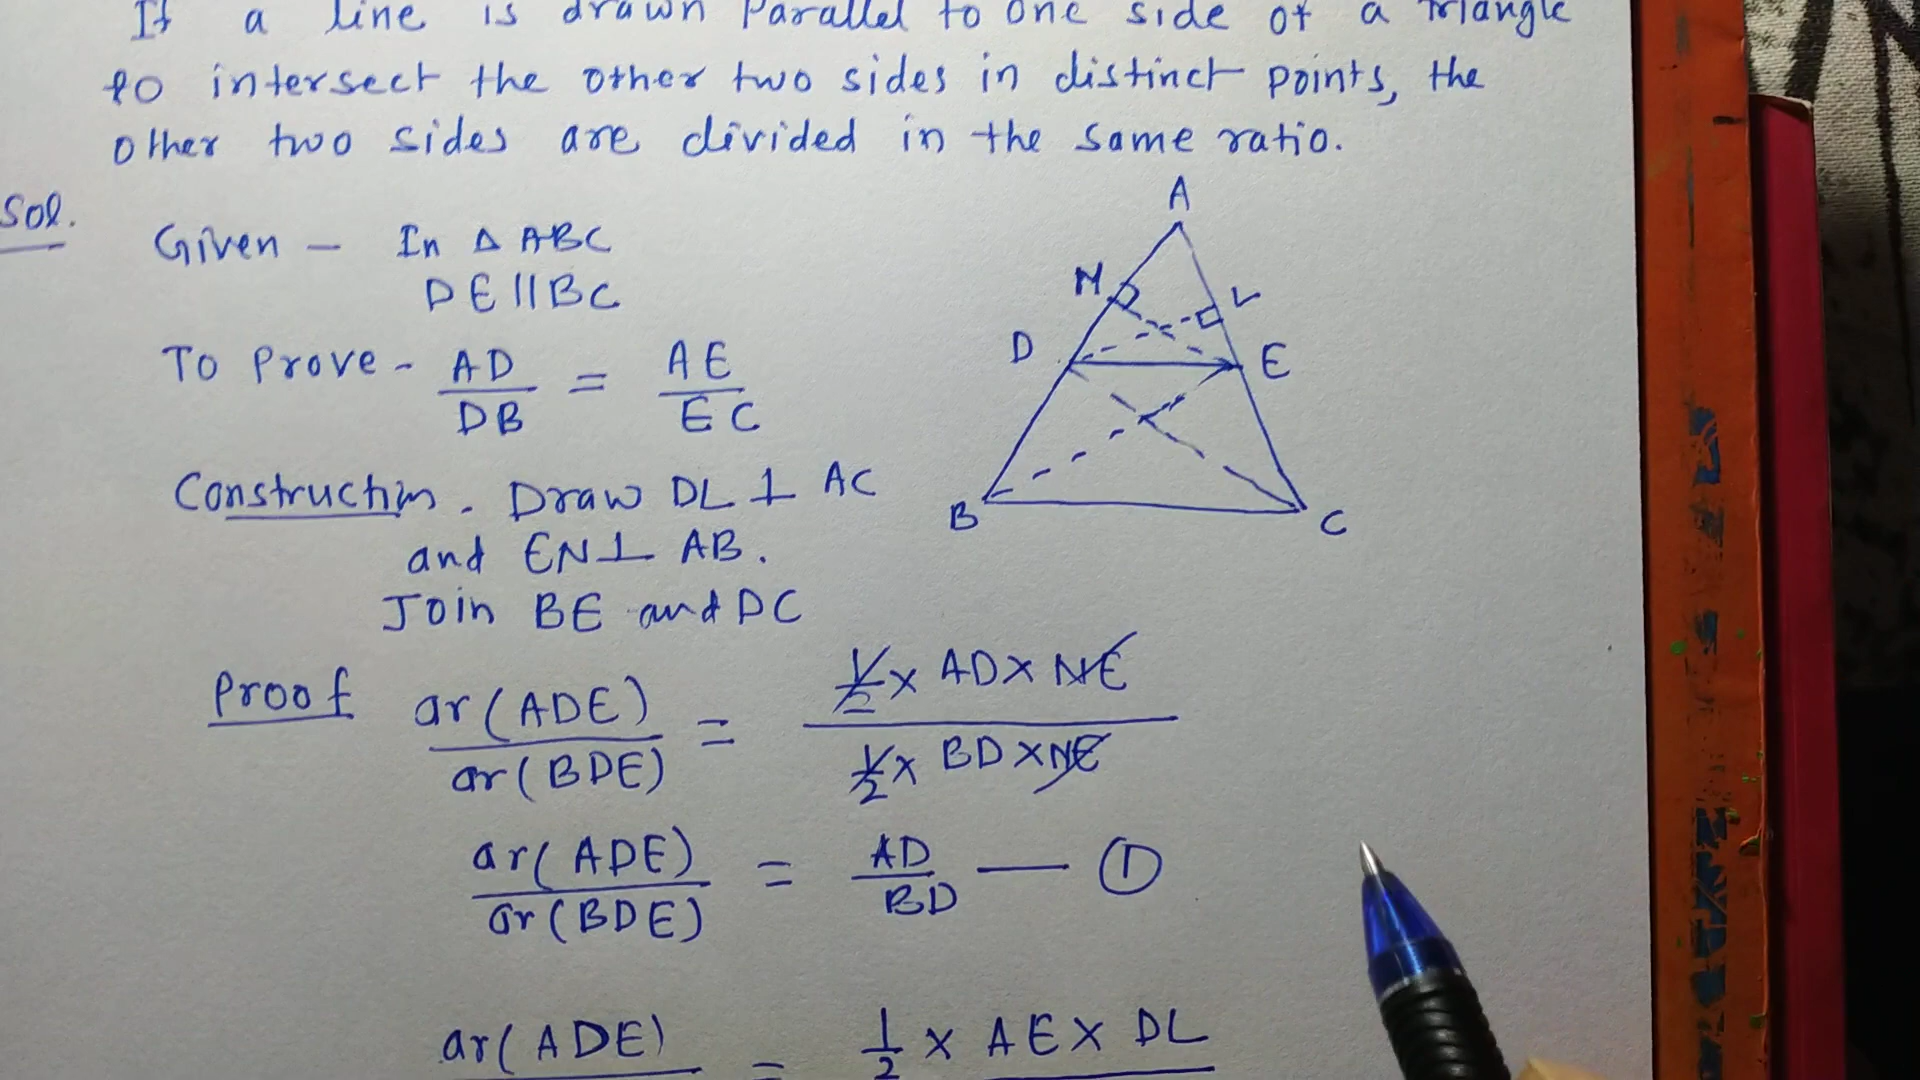 If a line is drawn Parallel to one side of a triangle
to intersect the other two sides in distinct points, the
other two sides are divided in the same ratio.
Sol.
Given - In Δ ABC
DE||BC
To Prove - AD/DB = AE/EC
Construction. Draw DL ⊥ AC
and EN ⊥ AB.
Join BE and DC
A
N
L
D
E
B
C
Proof ar(ADE)/ar(BDE) = 1/2 × AD × NE / 1/2 × BD × NE
ar(ADE)/ar(BDE) = AD/BD — ①
ar(ADE) = 1/2 × AE × DL